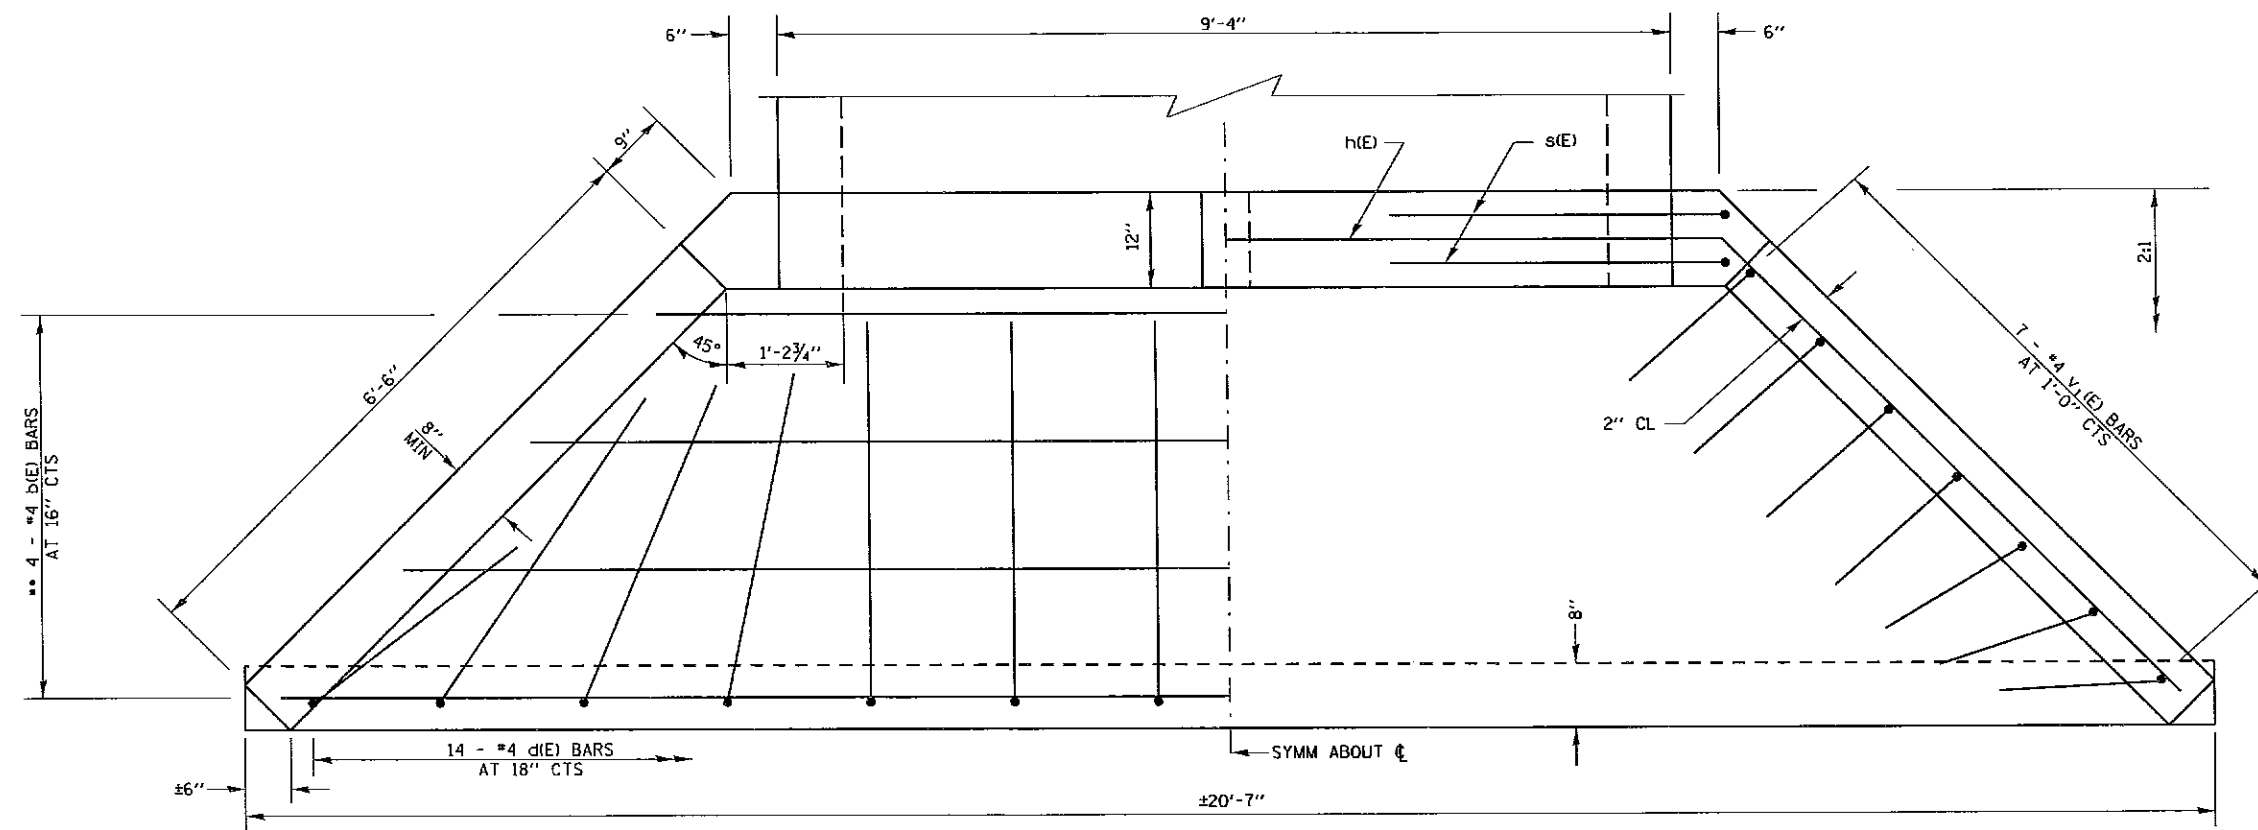 6"
9'-4"
6"
9"
h(E)
s(E)
12"
2:1
45°
1'-2¾"
6'-6"
8"
MIN
2" CL
7 - #4 v₁(E) BARS
AT 1'-0" CTS
** 4 - #4 b(E) BARS
AT 16" CTS
8"
14 - #4 d(E) BARS
AT 18" CTS
SYMM ABOUT ℄
±6"
±20'-7"